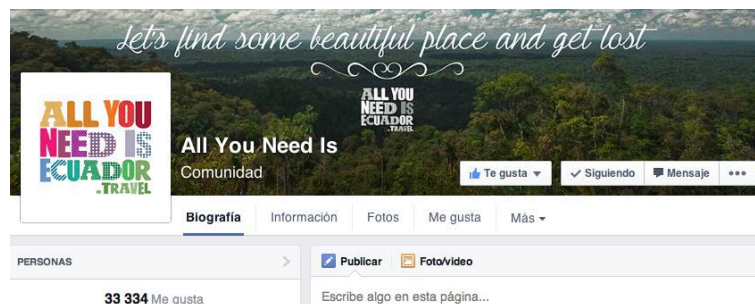 Let's find some beautiful place and get lost
ALL YOU
NEED IS
ECUADOR
.TRAVEL
ALL YOU
NEED IS
ECUADOR
.TRAVEL
All You Need Is
Comunidad
Te gusta
Siguiendo
Mensaje
Biografía
Información
Fotos
Me gusta
Más
PERSONAS
33 334 Me gusta
Publicar
Foto/video
Escribe algo en esta página...